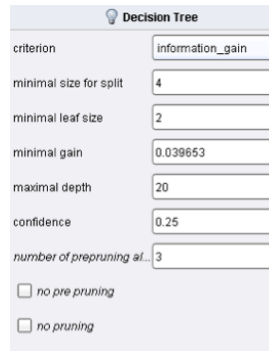 Decision Tree
criterion information_gain
minimal size for split 4
minimal leaf size 2
minimal gain 0.039653
maximal depth 20
confidence 0.25
number of prepruning al... 3
no pre pruning
no pruning